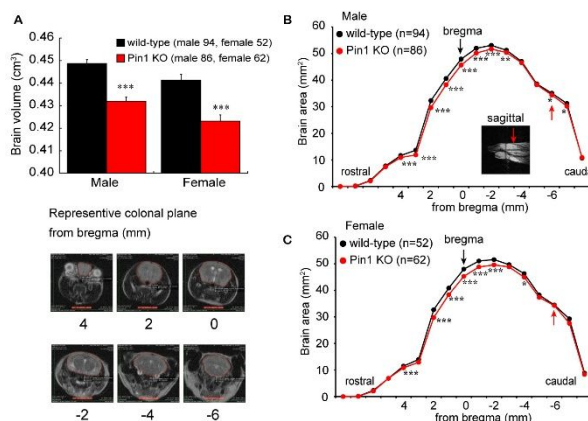 A
wild-type (male 94, female 52)
Pin1 KO (male 86, female 62)
Brain volume (cm³)
0.45
0.44
0.43
0.42
0.41
0.40
***
***
Male
Female
Representive colonal plane
from bregma (mm)
4
2
0
-2
-4
-6
B
Male
wild-type (n=94)
Pin1 KO (n=86)
bregma
Brain area (mm²)
60
50
40
30
20
10
0
***
***
***
***
***
***
**
*
*
sagittal
rostral
caudal
4
2
0
-2
-4
-6
from bregma (mm)
C
Female
wild-type (n=52)
Pin1 KO (n=62)
bregma
Brain area (mm²)
60
50
40
30
20
10
0
***
***
***
***
***
***
*
rostral
caudal
4
2
0
-2
-4
-6
from bregma (mm)